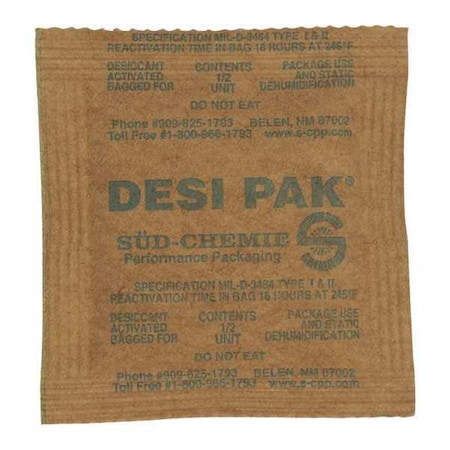 SPECIFICATION MIL-D-3464 TYPE I & II
REACTIVATION TIME IN BAG 16 HOURS AT 245°F
DESICCANT CONTENTS PACKAGE USE
ACTIVATED 1/2 AND STATIC
BAGGED FOR UNIT DEHUMIDIFICATION
DO NOT EAT
Phone #909-825-1793 BELEN, NM 87002
Toll Free #1-800-966-1793 www.s-cpp.com
DESI PAK®
SÜD-CHEMIE S
Performance Packaging
SPECIFICATION MIL-D-3464 TYPE I & II
REACTIVATION TIME IN BAG 16 HOURS AT 245°F
DESICCANT CONTENTS PACKAGE USE
ACTIVATED 1/2 AND STATIC
BAGGED FOR UNIT DEHUMIDIFICATION
DO NOT EAT
Phone #909-825-1793 BELEN, NM 87002
Toll Free #1-800-966-1793 www.s-cpp.com